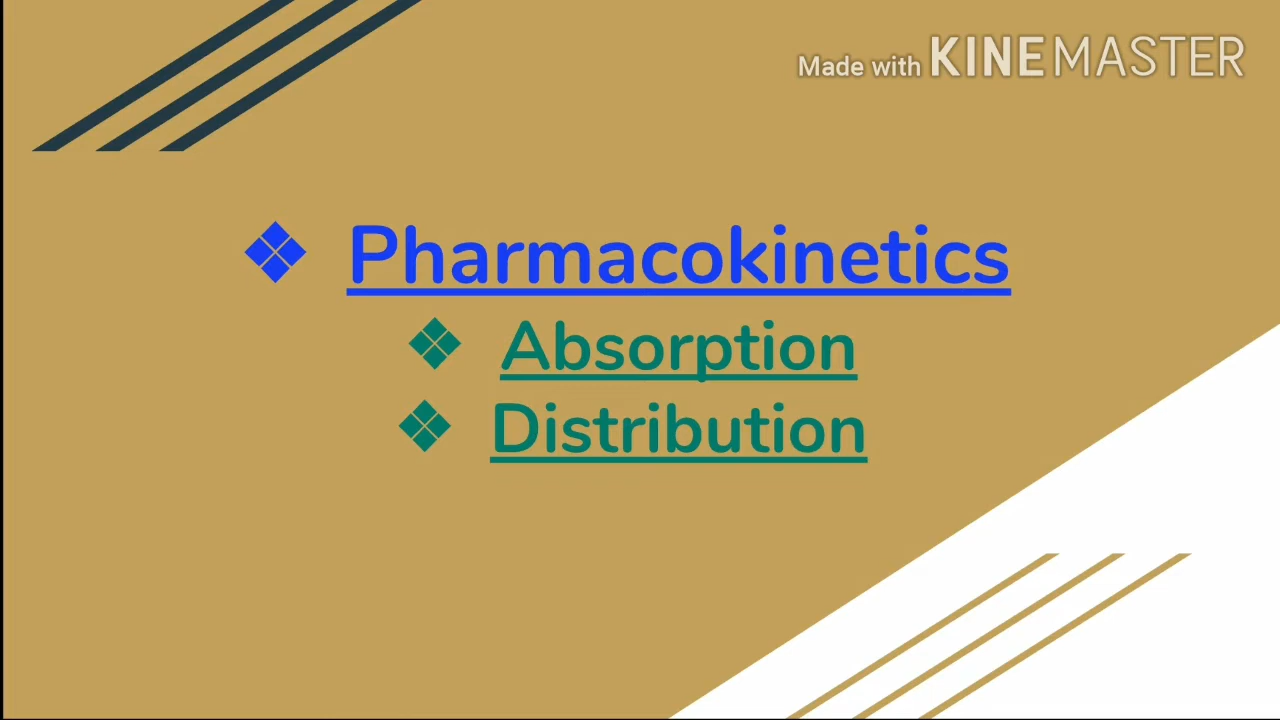 Made with KINEMASTER
❖ Pharmacokinetics
❖ Absorption
❖ Distribution